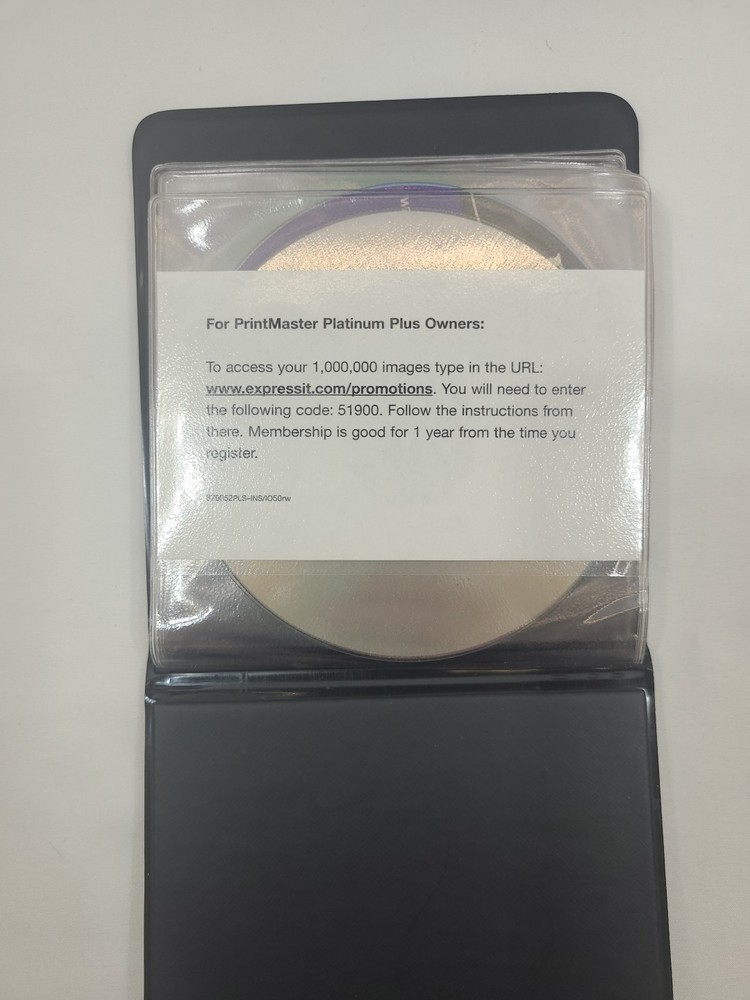 For PrintMaster Platinum Plus Owners:
To access your 1,000,000 images type in the URL:
www.expressit.com/promotions. You will need to enter
the following code: 51900. Follow the instructions from
there. Membership is good for 1 year from the time you
register.